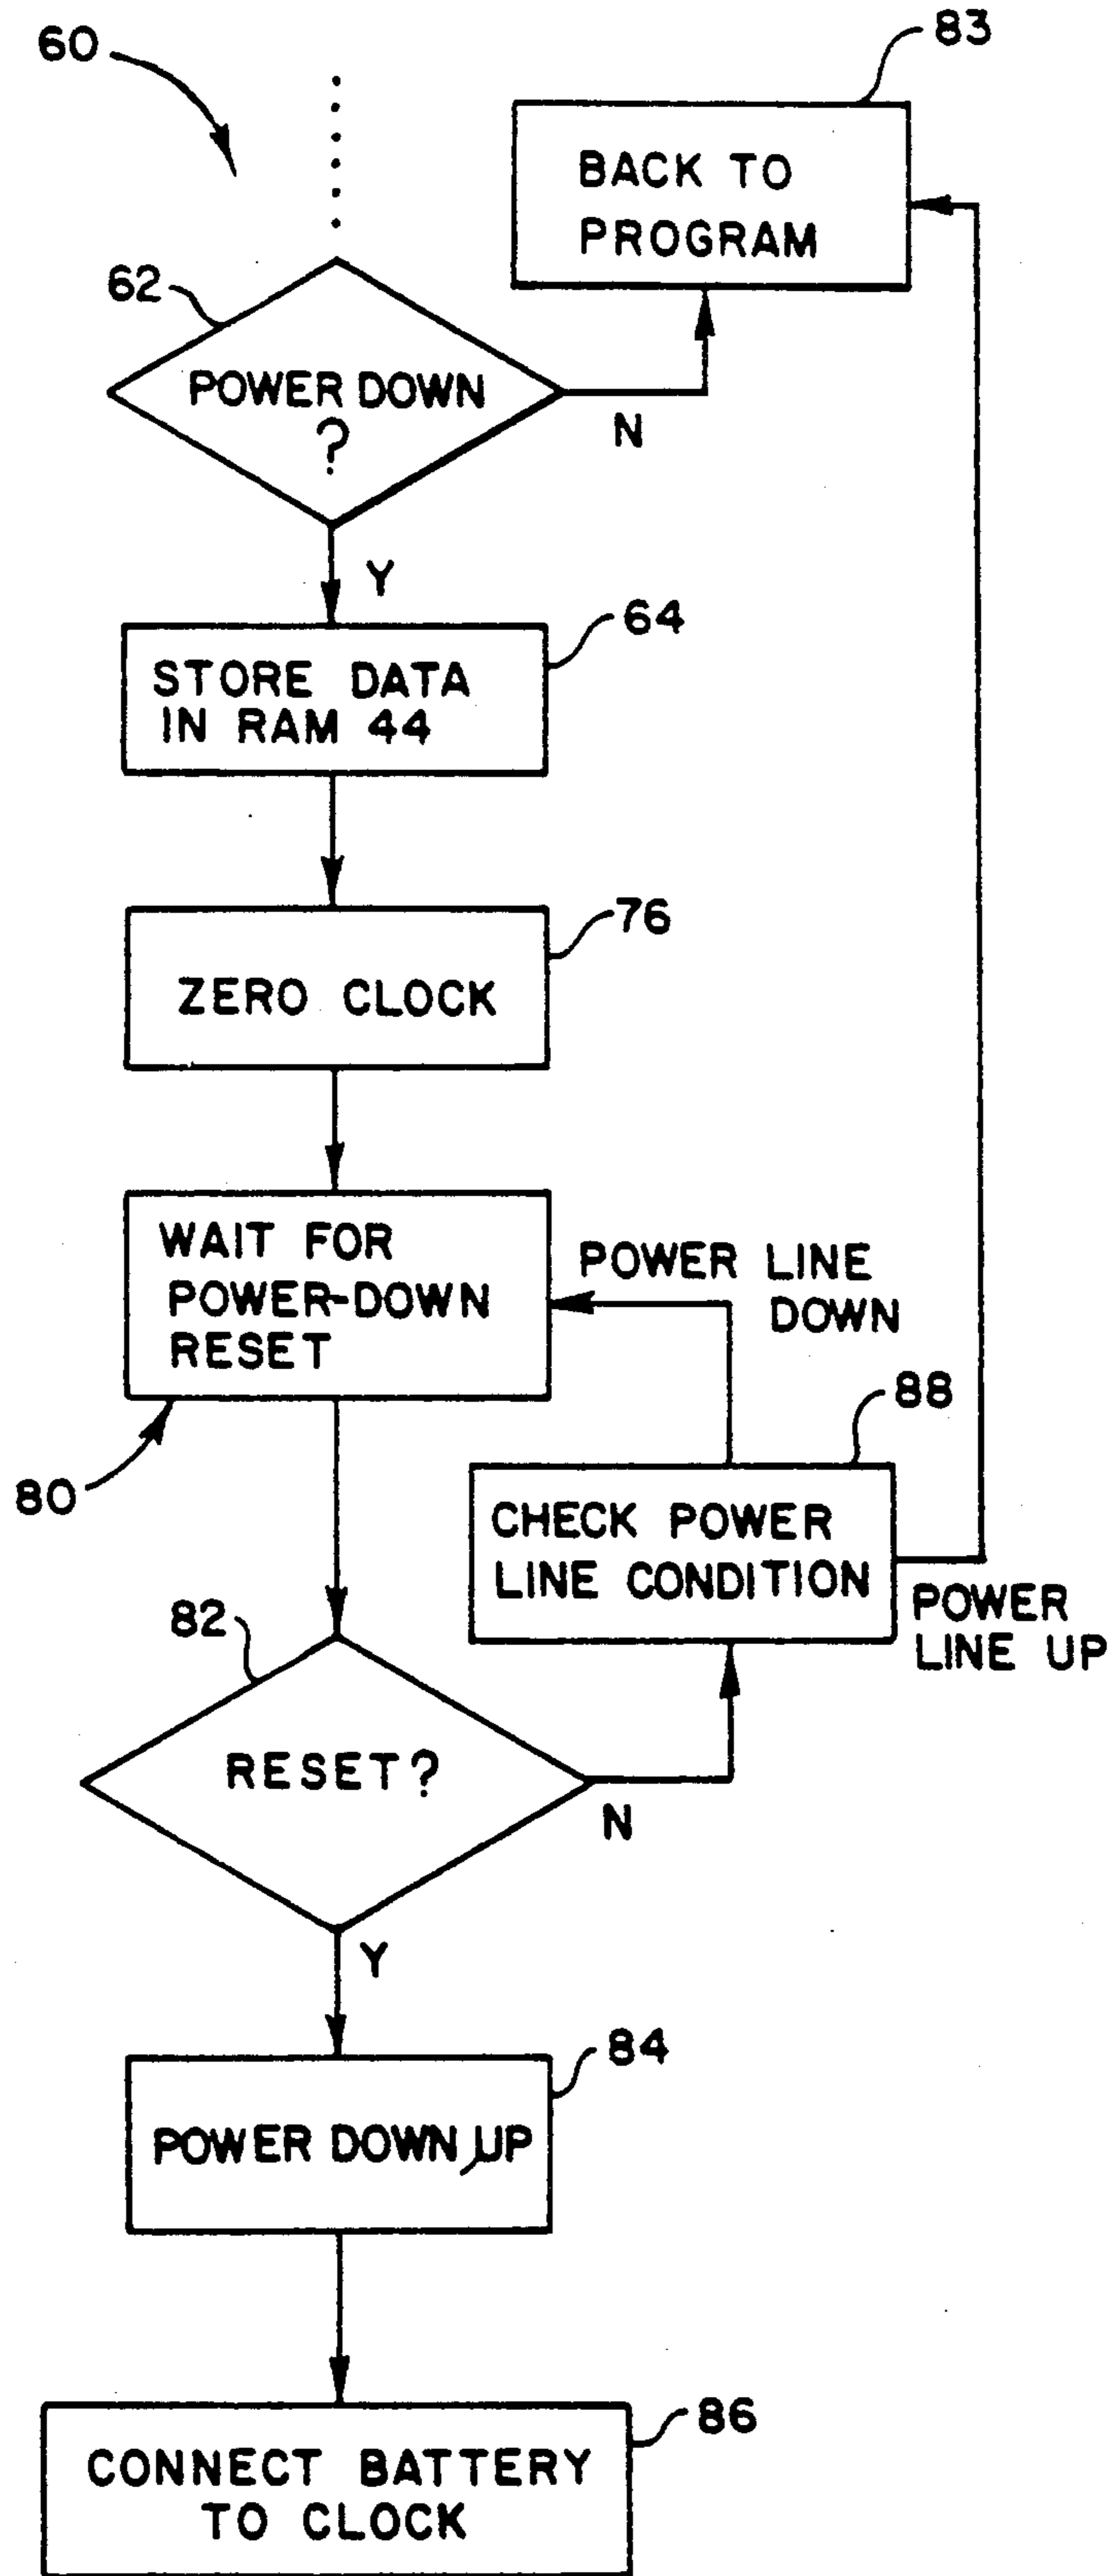 60
83
BACK TO
PROGRAM
62
POWER DOWN
?
N
Y
64
STORE DATA
IN RAM 44
76
ZERO CLOCK
WAIT FOR
POWER-DOWN
RESET
POWER LINE
DOWN
80
88
CHECK POWER
LINE CONDITION
POWER
LINE UP
82
RESET?
N
Y
84
POWER DOWN, UP
86
CONNECT BATTERY
TO CLOCK